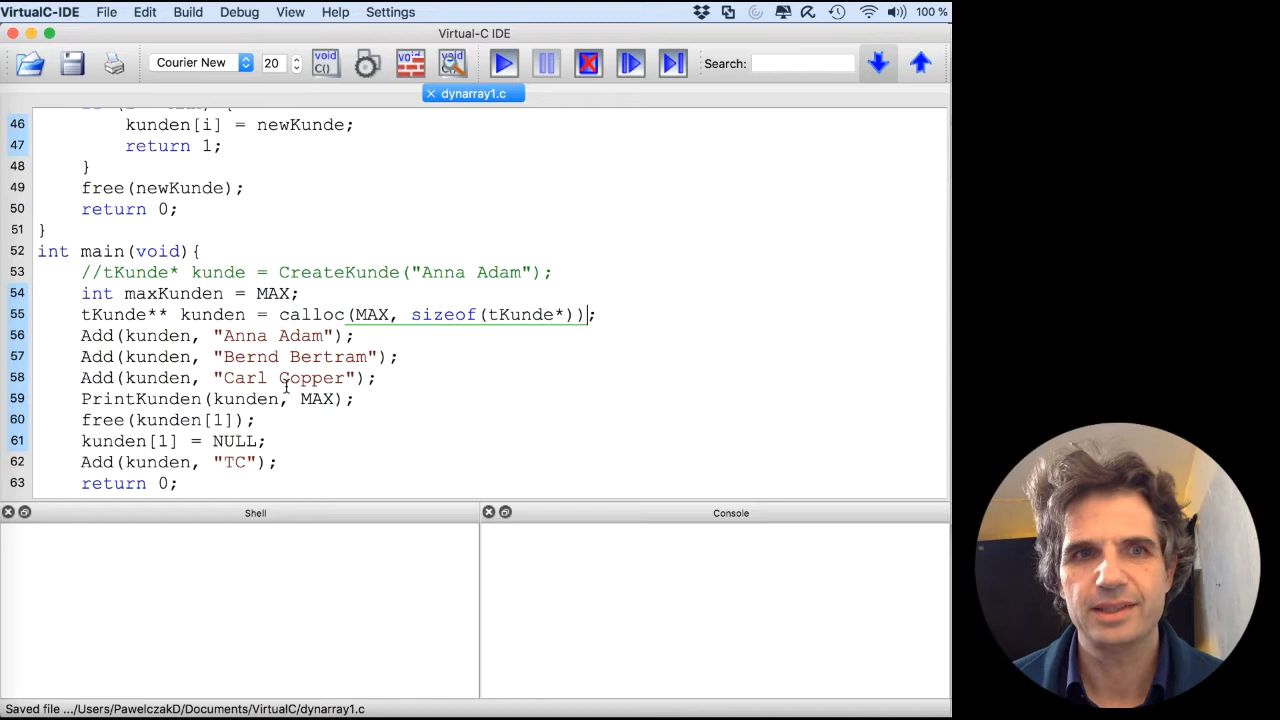 VirtualC-IDE File Edit Build Debug View Help Settings 100 %
Virtual-C IDE
Courier New 20 void C() void void Search:
dynarray1.c
46 kunden[i] = newKunde;
47 return 1;
48 }
49 free(newKunde);
50 return 0;
51 }
52 int main(void){
53 //tKunde* kunde = CreateKunde("Anna Adam");
54 int maxKunden = MAX;
55 tKunde** kunden = calloc(MAX, sizeof(tKunde*));
56 Add(kunden, "Anna Adam");
57 Add(kunden, "Bernd Bertram");
58 Add(kunden, "Carl Copper");
59 PrintKunden(kunden, MAX);
60 free(kunden[1]);
61 kunden[1] = NULL;
62 Add(kunden, "TC");
63 return 0;
Shell Console
Saved file .../Users/PawelczakD/Documents/VirtualC/dynarray1.c